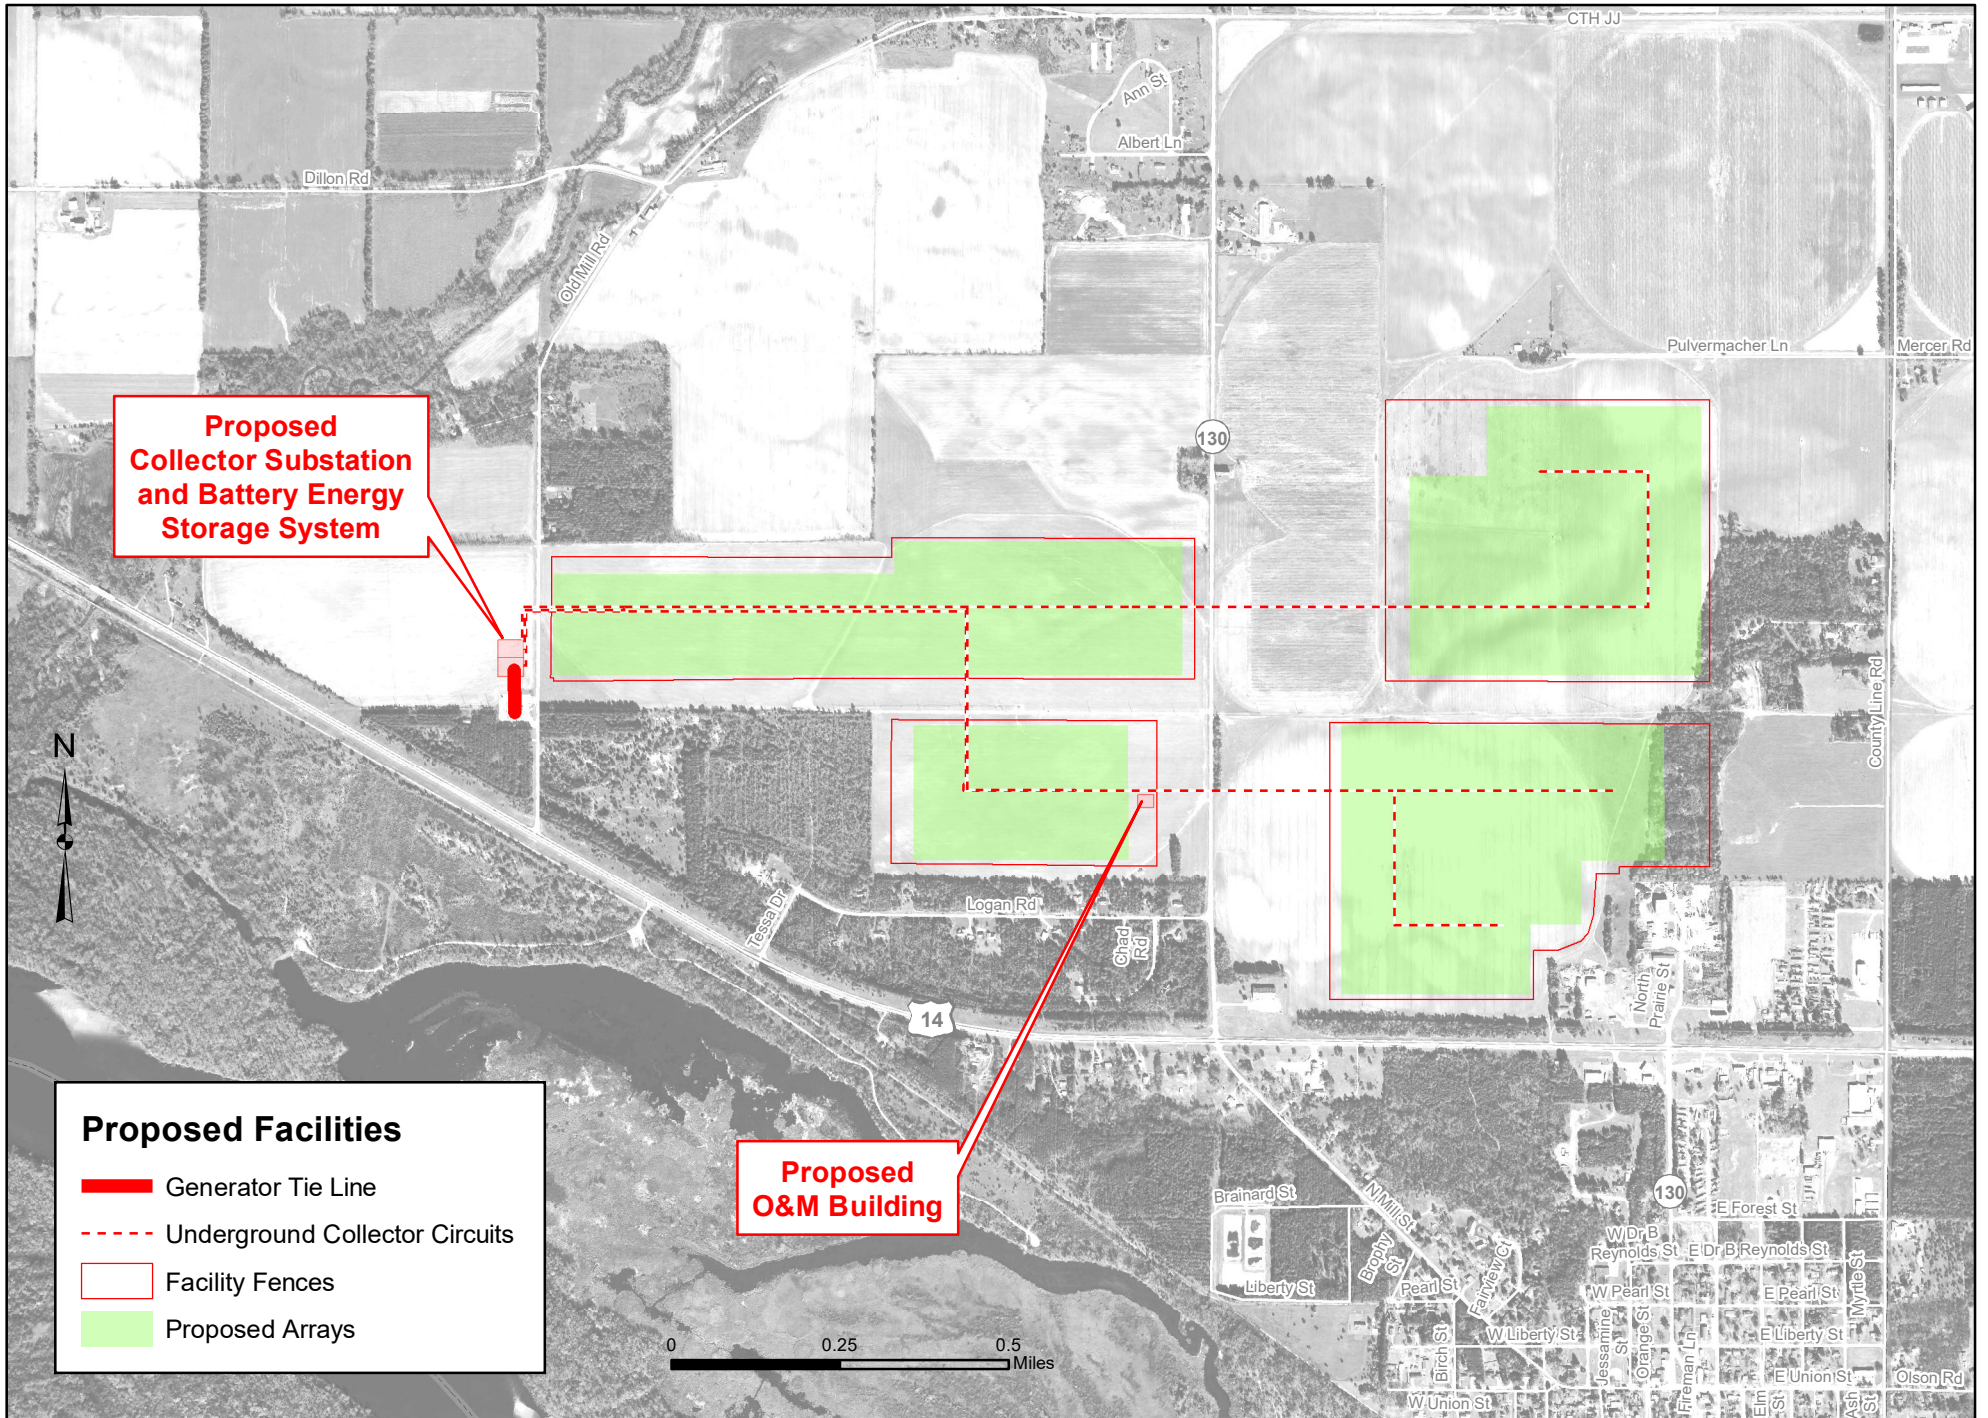 CTH JJ
Ann St
Albert Ln
Dillon Rd
Old Mill Rd
Pulvermacher Ln
Mercer Rd
Proposed
Collector Substation
and Battery Energy
Storage System
130
County Line Rd
N
Tessa Dr
Logan Rd
Chad
Rd
North
Prairie St
14
Proposed Facilities
Generator Tie Line
Underground Collector Circuits
Facility Fences
Proposed Arrays
Proposed
O&M Building
0
0.25
0.5
Miles
Brainard St
N Mill St
130
E Forest St
Brophy
St
W Dr B
Reynolds St
E Dr B Reynolds St
Liberty St
Pearl St
Fairview Ct
W Pearl St
E Pearl St
Myrtle St
Birch St
W Liberty St
Jessamine
St
Orange St
Fireman Ln
E Liberty St
W Union St
Elm
St
E Union St
Ash
St
Olson Rd